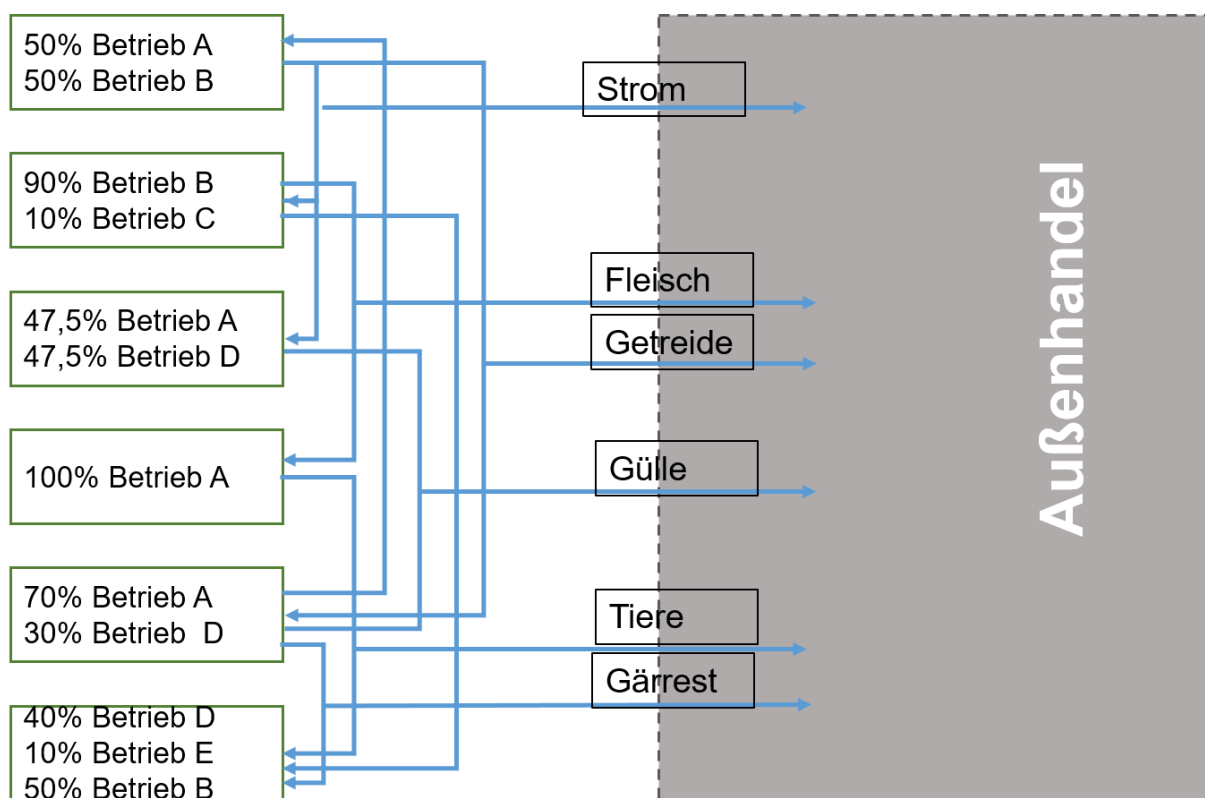 50% Betrieb A
50% Betrieb B
90% Betrieb B
10% Betrieb C
47,5% Betrieb A
47,5% Betrieb D
100% Betrieb A
70% Betrieb A
30% Betrieb  D
40% Betrieb D
10% Betrieb E
50% Betrieb B
Strom
Fleisch
Getreide
Gülle
Tiere
Gärrest
Außenhandel